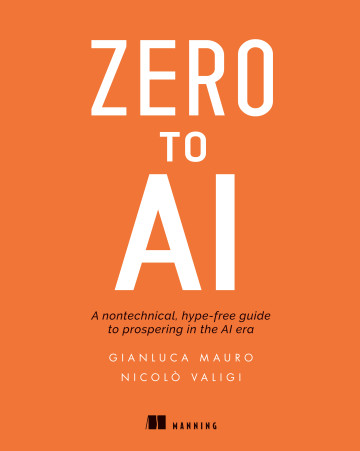 ZERO
TO
AI
A nontechnical, hype-free guide
to prospering in the AI era
GIANLUCA MAURO
NICOLÒ VALIGI
MANNING